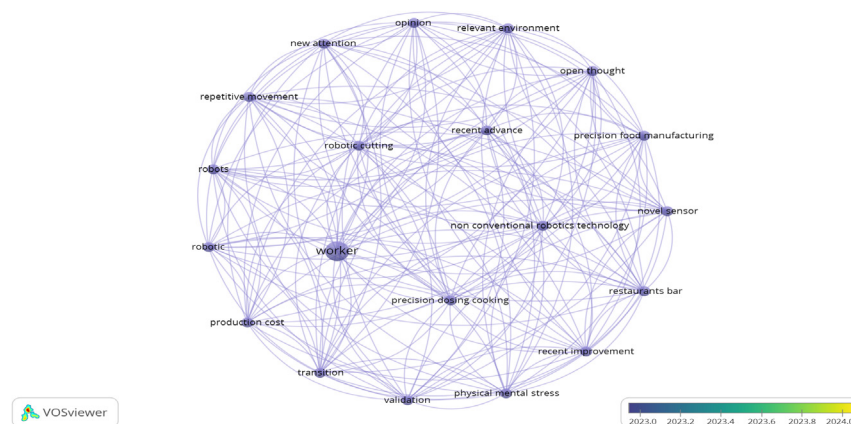 opinion
relevant environment
new attention
open thought
repetitive movement
recent advance
precision food manufacturing
robotic cutting
robots
novel sensor
non conventional robotics technology
robotic
worker
restaurants bar
precision dosing cooking
production cost
recent improvement
transition
physical mental stress
validation
VOSviewer
2023.0 2023.2 2023.4 2023.6 2023.8 2024.0